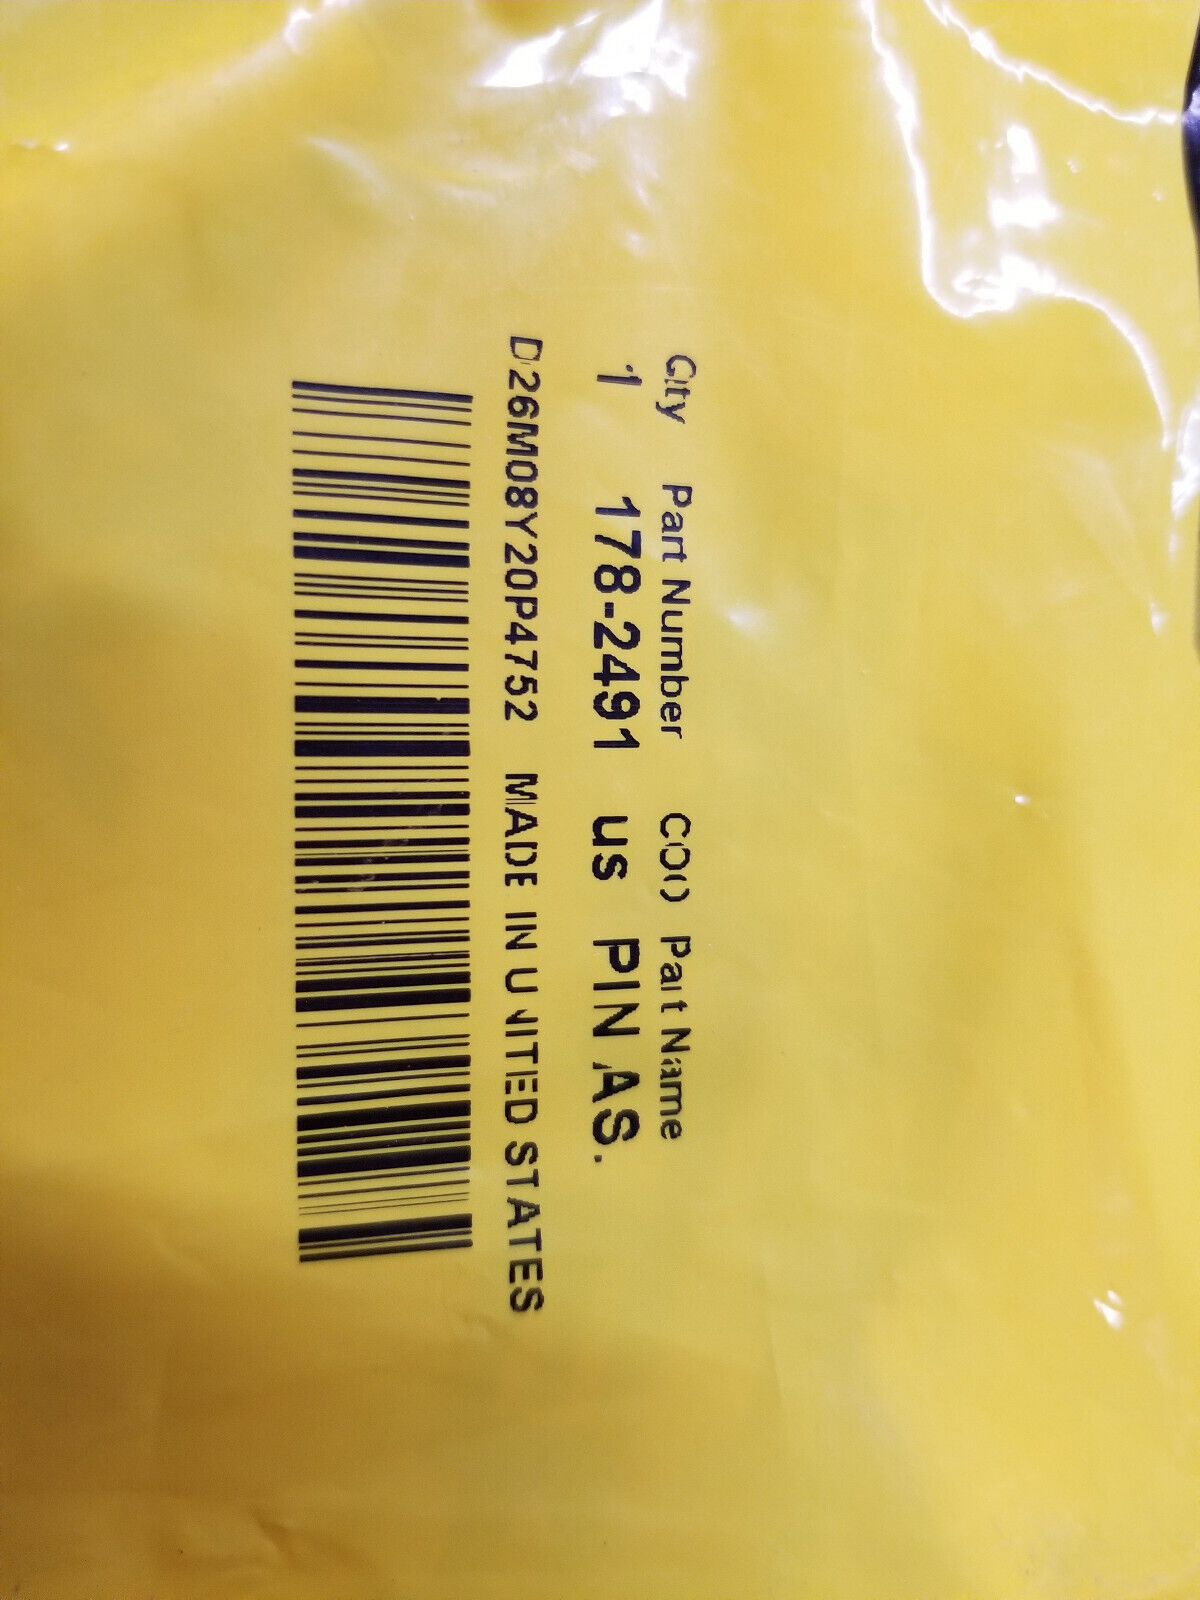 Qty Part Number COO Part Name
1 178-2491 us PIN AS.
D26M08Y20P4752 MADE IN UNITED STATES